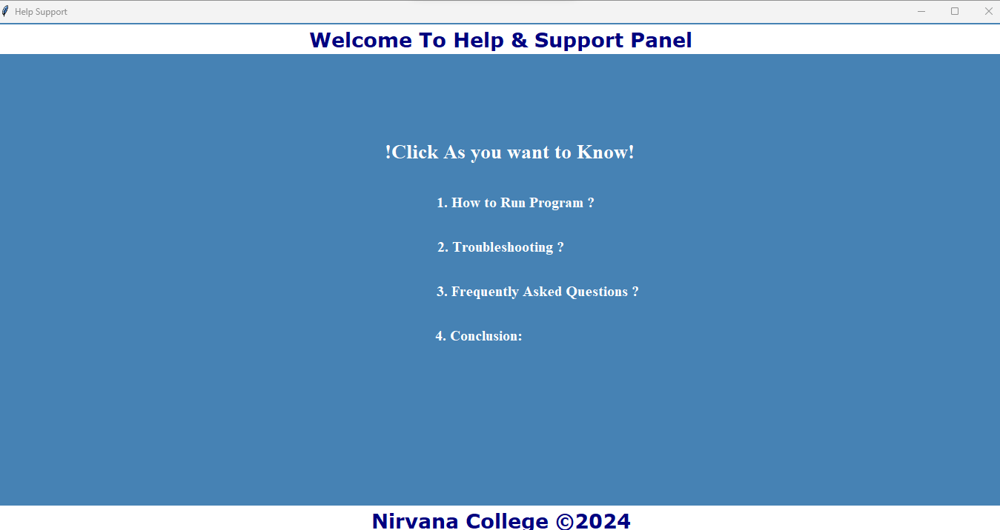 Help Support
Welcome To Help & Support Panel
!Click As you want to Know!
1. How to Run Program ?
2. Troubleshooting ?
3. Frequently Asked Questions ?
4. Conclusion:
Nirvana College ©2024